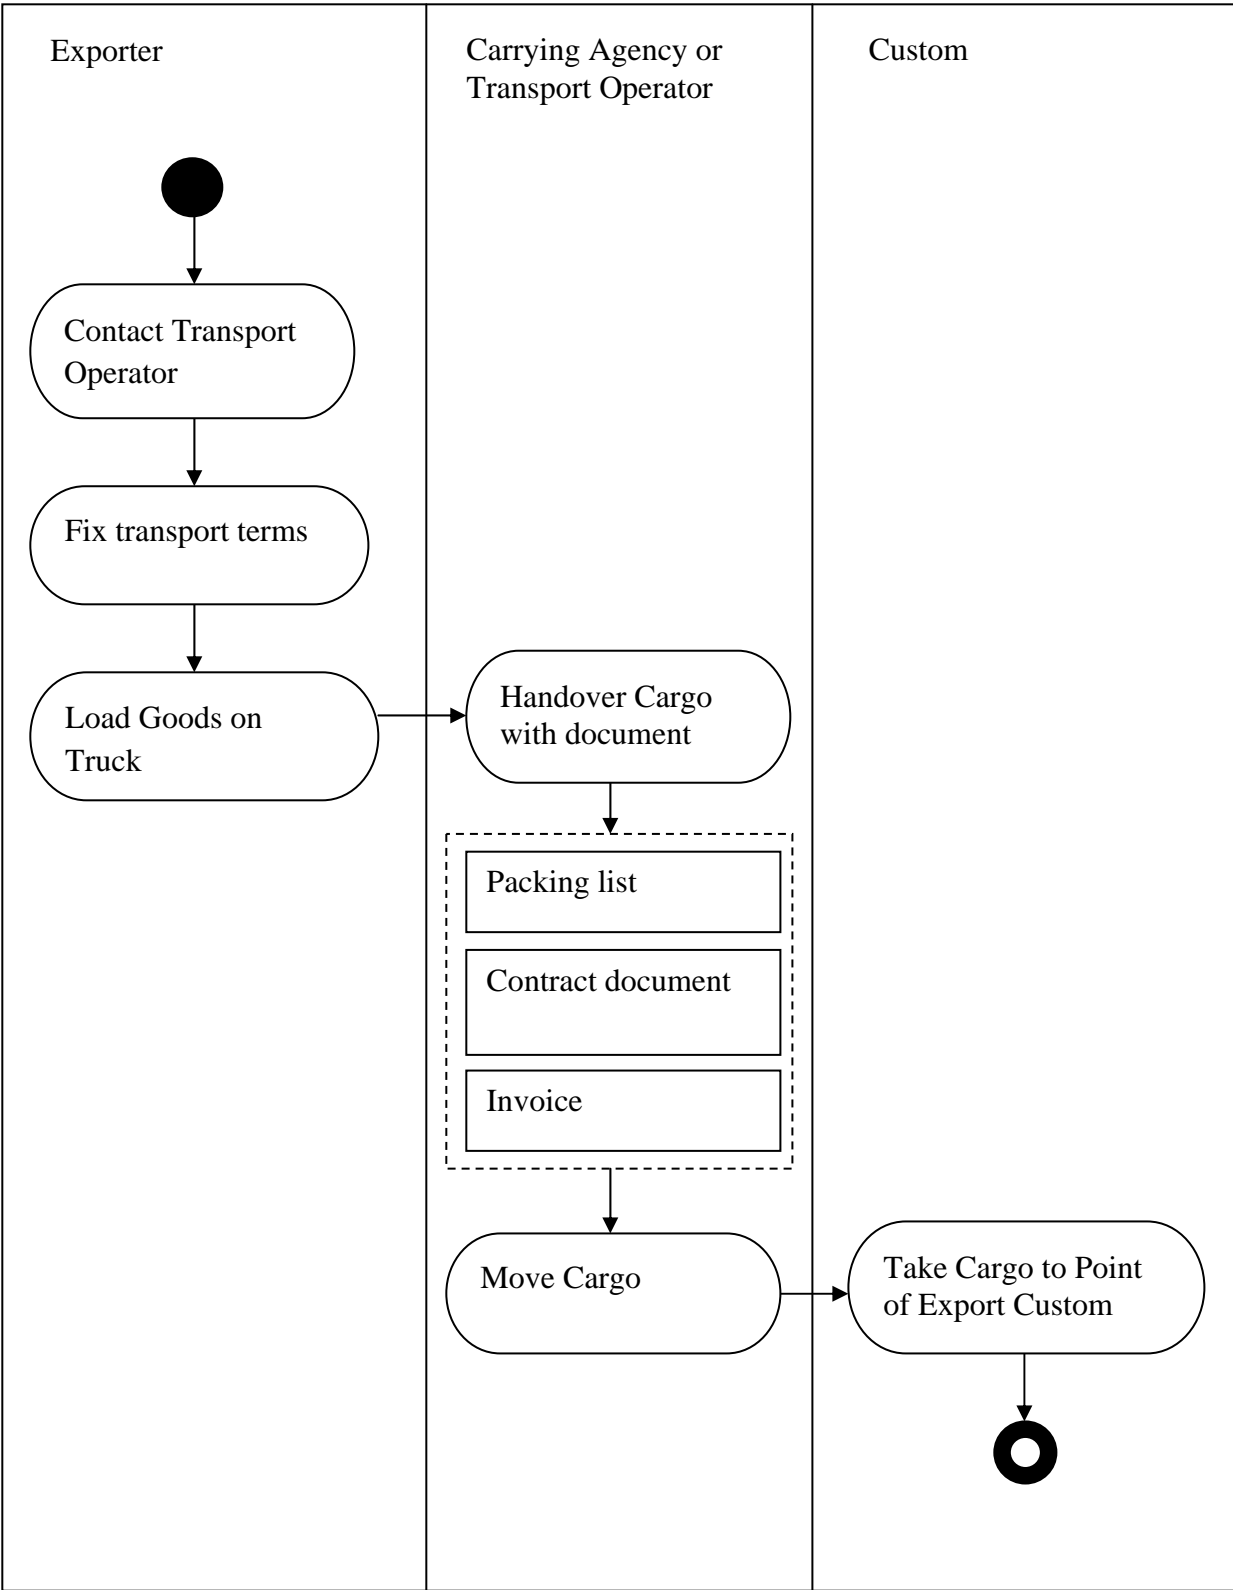 Exporter
Carrying Agency or
Transport Operator
Custom
Contact Transport
Operator
Fix transport terms
Load Goods on
Truck
Handover Cargo
with document
Packing list
Contract document
Invoice
Move Cargo
Take Cargo to Point
of Export Custom